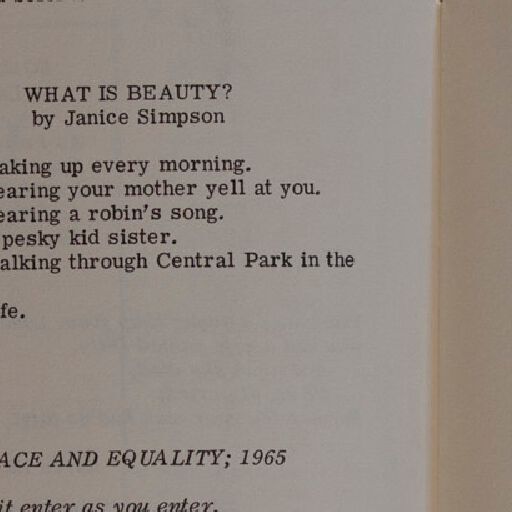 WHAT IS BEAUTY?
by Janice Simpson
aking up every morning.
earing your mother yell at you.
earing a robin's song.
pesky kid sister.
alking through Central Park in the
fe.
ACE AND EQUALITY; 1965
it enter as you enter.